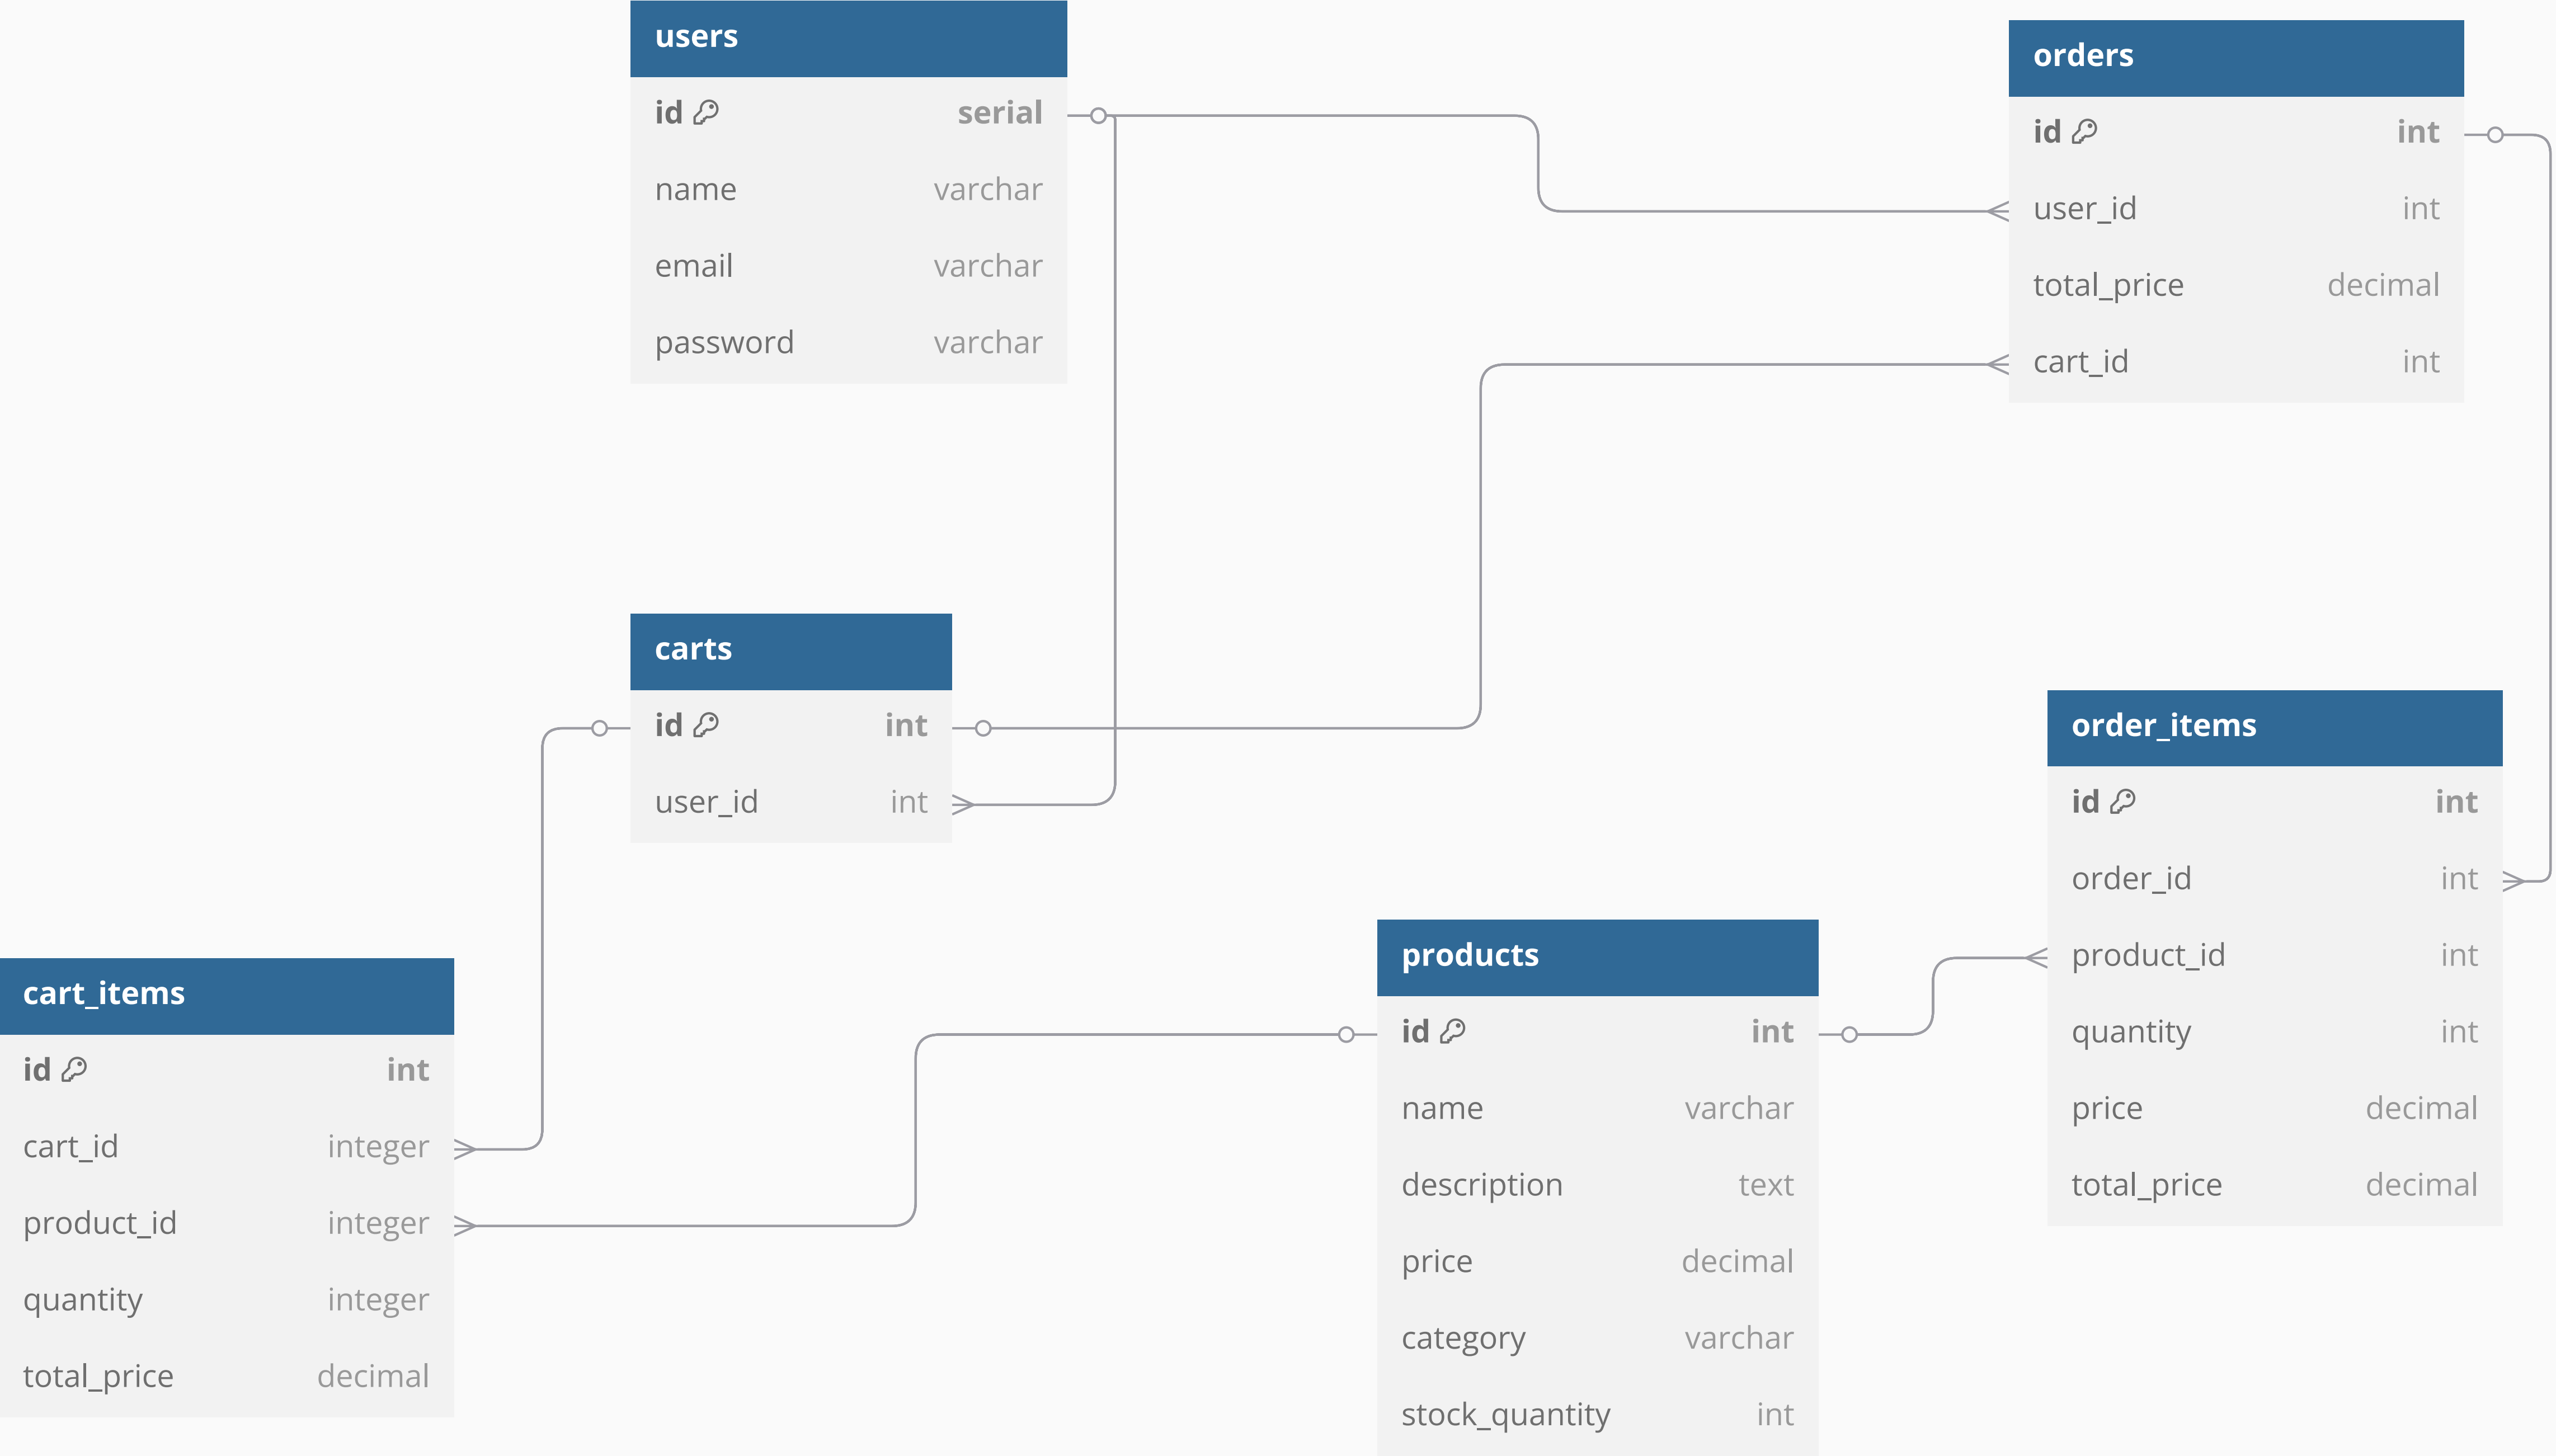 users
id serial
name varchar
email varchar
password varchar
orders
id int
user_id int
total_price decimal
cart_id int
carts
id int
user_id int
order_items
id int
order_id int
product_id int
quantity int
price decimal
total_price decimal
products
id int
name varchar
description text
price decimal
category varchar
stock_quantity int
cart_items
id int
cart_id integer
product_id integer
quantity integer
total_price decimal